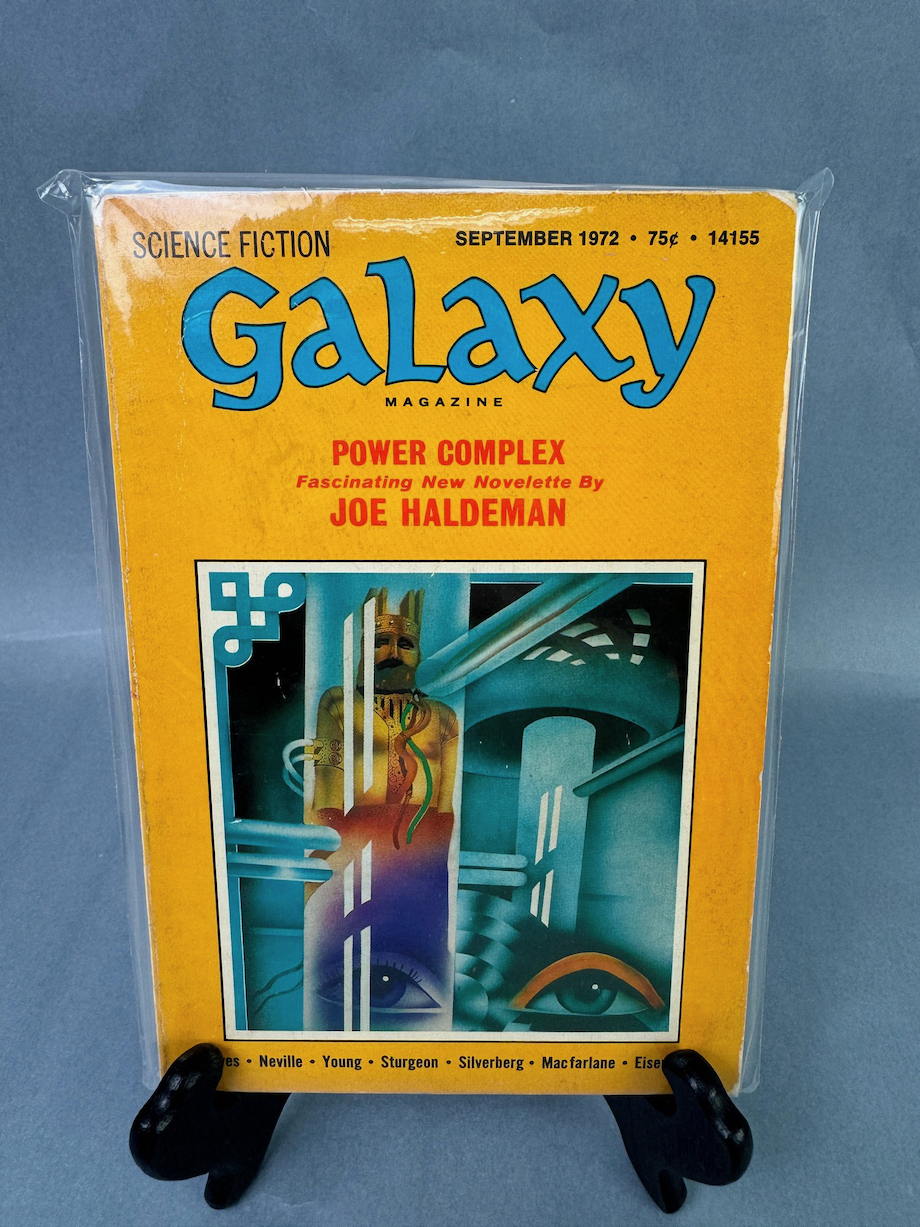 SCIENCE FICTION
SEPTEMBER 1972 • 75¢ • 14155
Galaxy
MAGAZINE
POWER COMPLEX
Fascinating New Novelette By
JOE HALDEMAN
• Neville • Young • Sturgeon • Silverberg • Macfarlane •